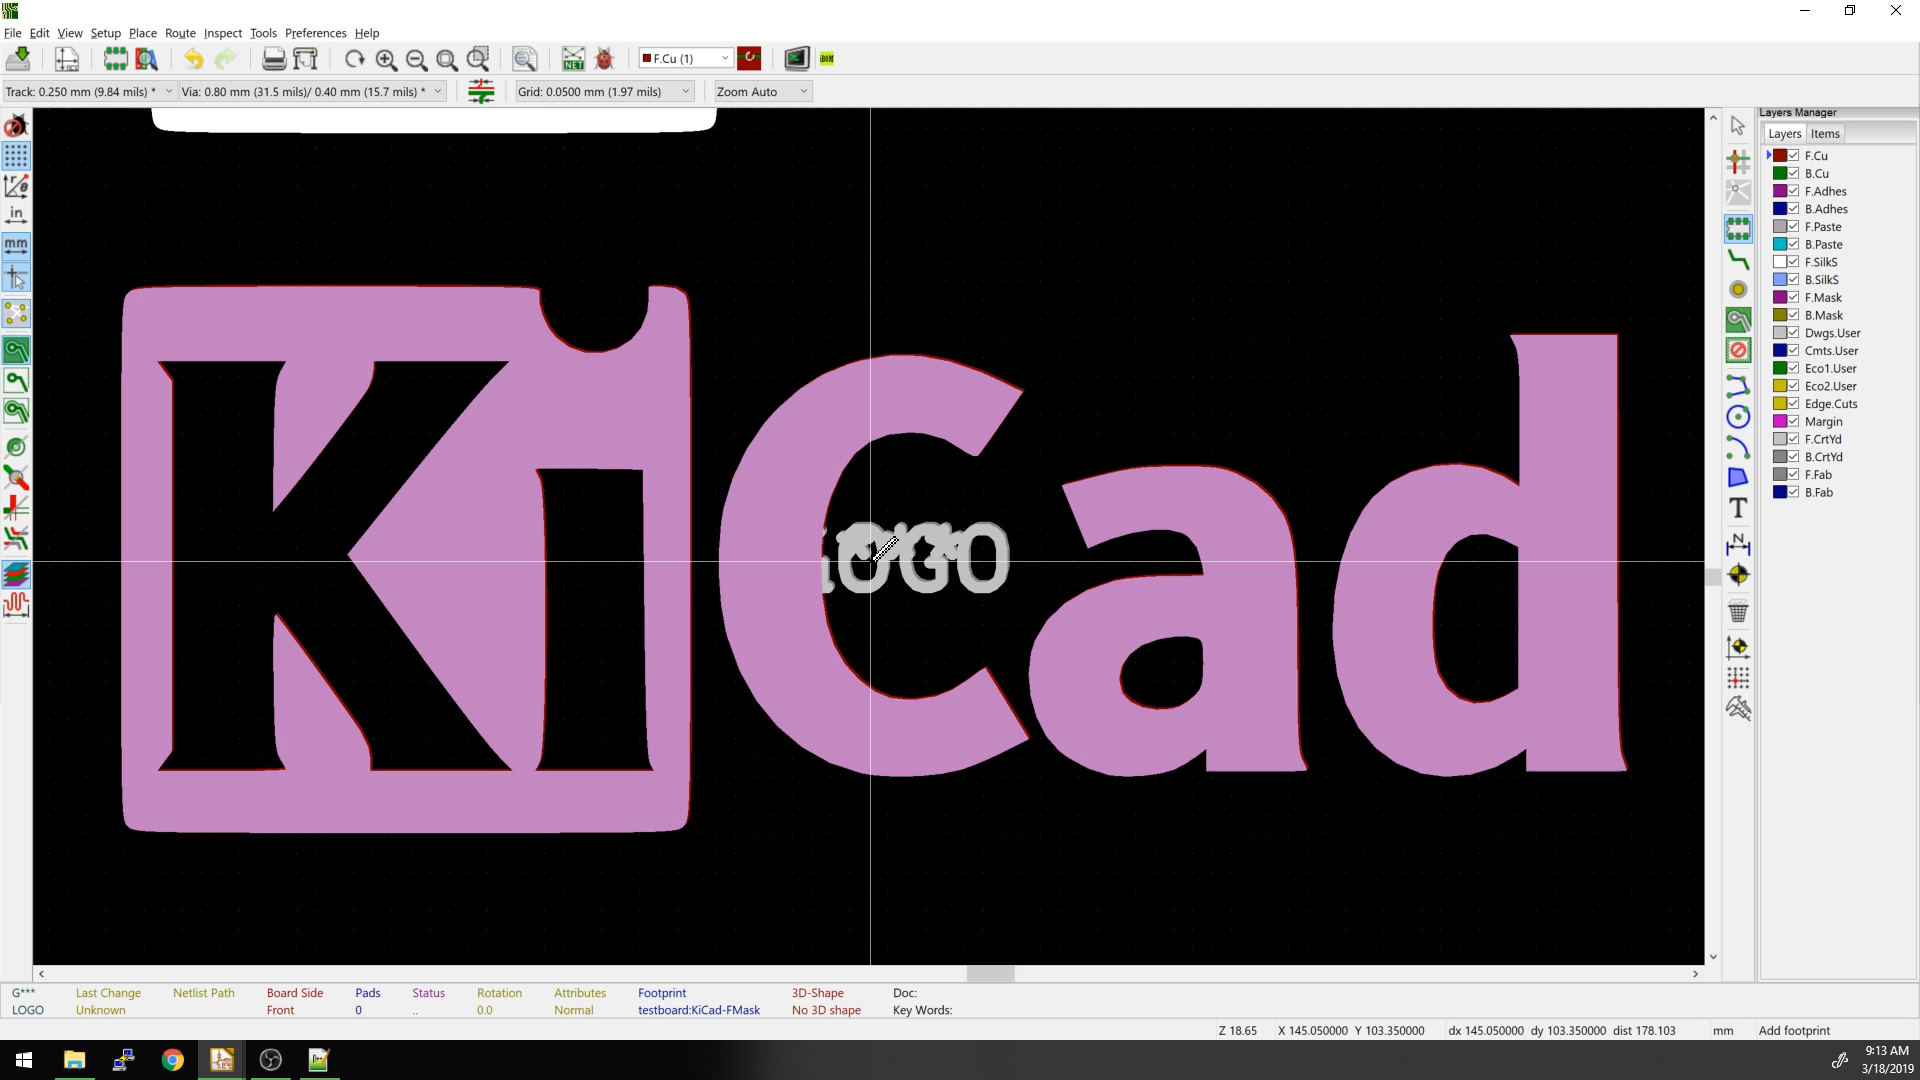 File Edit View Setup Place Route Inspect Tools Preferences Help
NET F.Cu (1) BOM
Track: 0.250 mm (9.84 mils) * Via: 0.80 mm (31.5 mils)/ 0.40 mm (15.7 mils) * Grid: 0.0500 mm (1.97 mils) Zoom Auto
Layers Manager
Layers Items
F.Cu
B.Cu
F.Adhes
B.Adhes
F.Paste
B.Paste
F.SilkS
B.SilkS
F.Mask
B.Mask
Dwgs.User
Cmts.User
Eco1.User
Eco2.User
Edge.Cuts
Margin
F.CrtYd
B.CrtYd
F.Fab
B.Fab
in
mm
KiCad
T
N
G*** Last Change Netlist Path Board Side Pads Status Rotation Attributes Footprint 3D-Shape Doc:
LOGO Unknown Front 0 .. 0.0 Normal testboard:KiCad-FMask No 3D shape Key Words:
Z 18.65 X 145.050000 Y 103.350000 dx 145.050000 dy 103.350000 dist 178.103 mm Add footprint
9:13 AM
3/18/2019